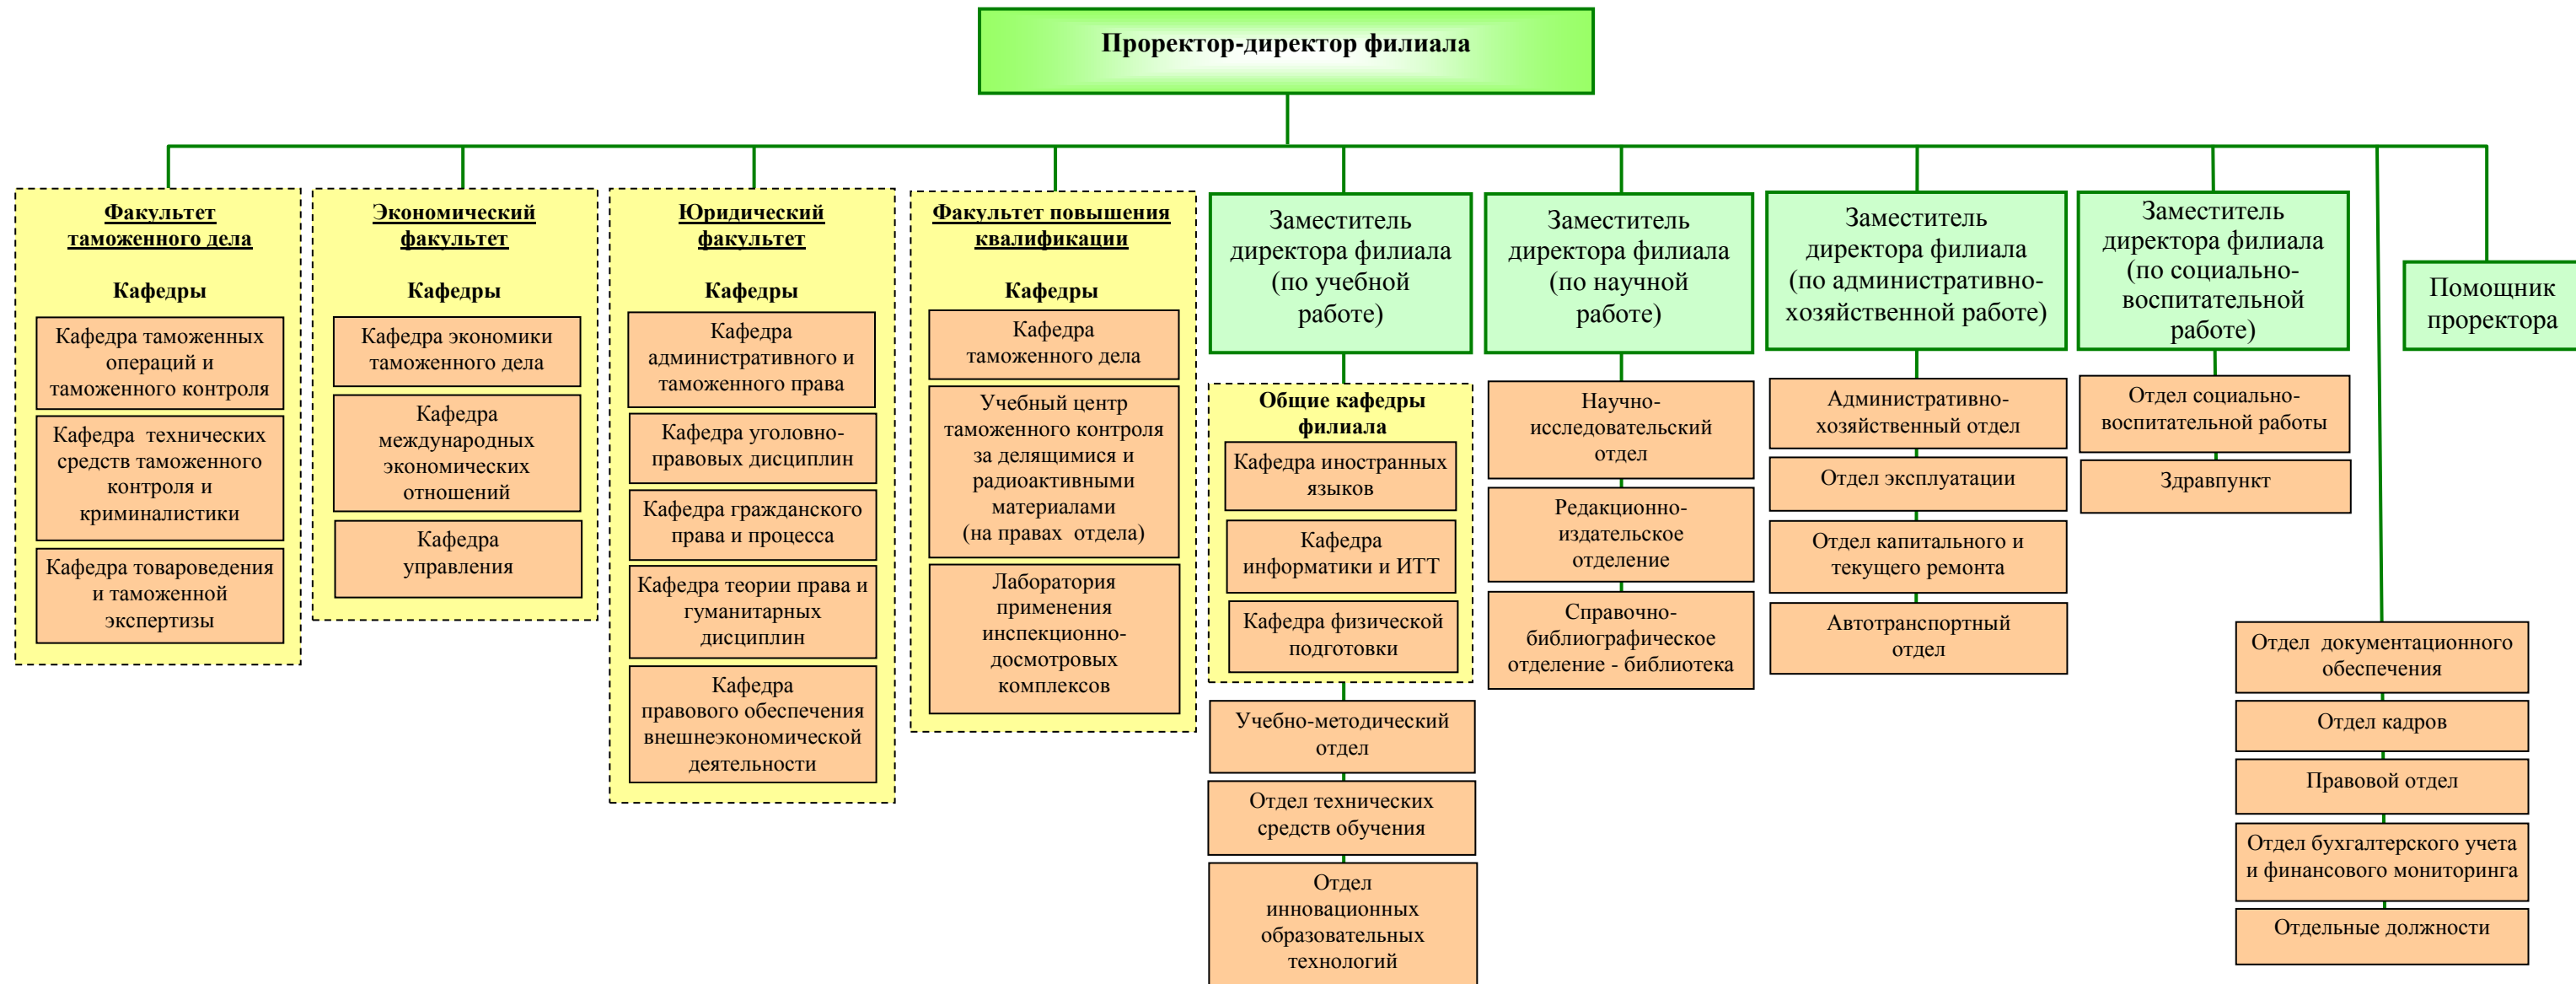 Проректор-директор филиала
Факультет
таможенного дела
Кафедры
Кафедра таможенных
операций и
таможенного контроля
Кафедра технических
средств таможенного
контроля и
криминалистики
Кафедра товароведения
и таможенной
экспертизы
Экономический
факультет
Кафедры
Кафедра экономики
таможенного дела
Кафедра
международных
экономических
отношений
Кафедра
управления
Юридический
факультет
Кафедры
Кафедра
административного и
таможенного права
Кафедра уголовно-
правовых дисциплин
Кафедра гражданского
права и процесса
Кафедра теории права и
гуманитарных
дисциплин
Кафедра
правового обеспечения
внешнеэкономической
деятельности
Факультет повышения
квалификации
Кафедры
Кафедра
таможенного дела
Учебный центр
таможенного контроля
за делящимися и
радиоактивными
материалами
(на правах отдела)
Лаборатория
применения
инспекционно-
досмотровых
комплексов
Заместитель
директора филиала
(по учебной
работе)
Общие кафедры
филиала
Кафедра иностранных
языков
Кафедра
информатики и ИТТ
Кафедра физической
подготовки
Учебно-методический
отдел
Отдел технических
средств обучения
Отдел
инновационных
образовательных
технологий
Заместитель
директора филиала
(по научной
работе)
Научно-
исследовательский
отдел
Редакционно-
издательское
отделение
Справочно-
библиографическое
отделение - библиотека
Заместитель
директора филиала
(по административно-
хозяйственной работе)
Административно-
хозяйственный отдел
Отдел эксплуатации
Отдел капитального и
текущего ремонта
Автотранспортный
отдел
Заместитель
директора филиала
(по социально-
воспитательной
работе)
Отдел социально-
воспитательной работы
Здравпункт
Отдел документационного
обеспечения
Отдел кадров
Правовой отдел
Отдел бухгалтерского учета
и финансового мониторинга
Отдельные должности
Помощник
проректора